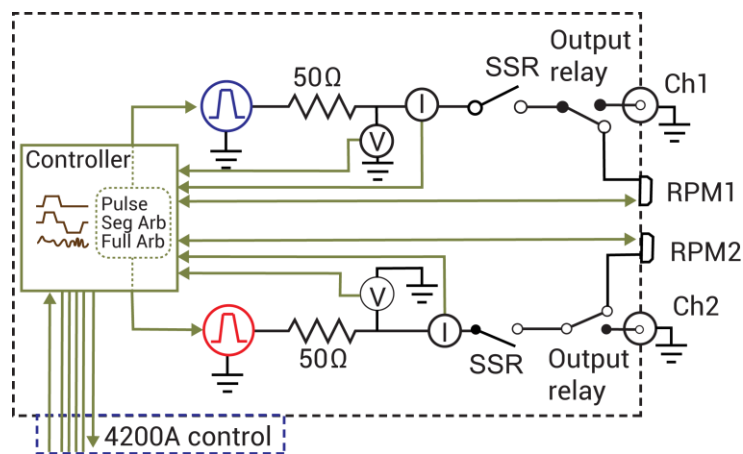 Output
relay
SSR
Ch1
50Ω
I
V
Controller
Pulse
Seg Arb
Full Arb
RPM1
RPM2
V
I
Ch2
50Ω
SSR
Output
relay
4200A control